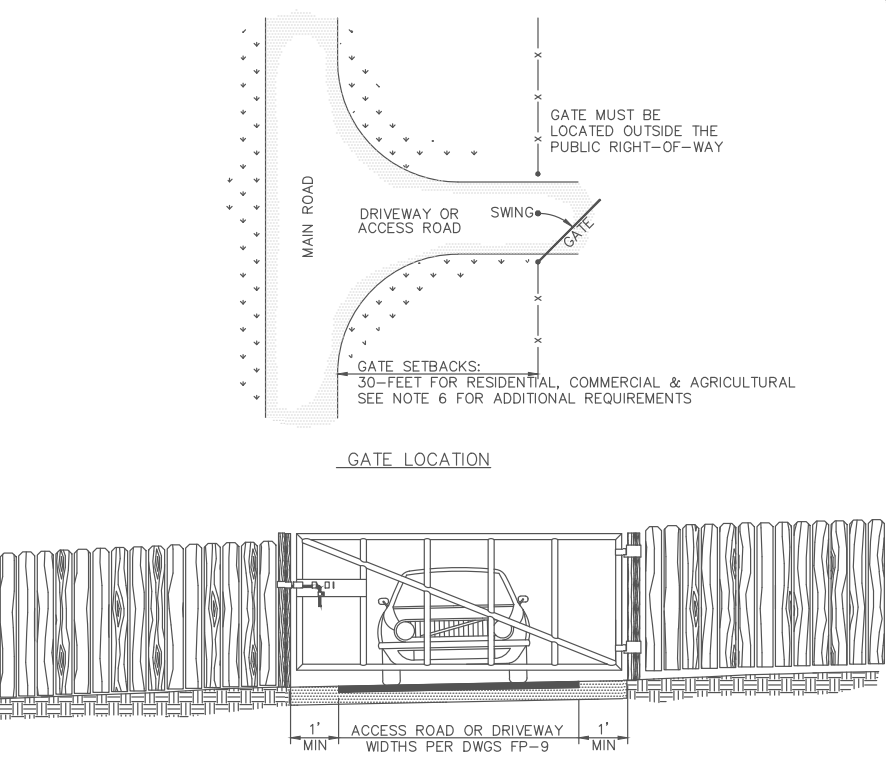 GATE MUST BE
LOCATED OUTSIDE THE
PUBLIC RIGHT-OF-WAY
MAIN ROAD
DRIVEWAY OR
ACCESS ROAD
SWING
GATE
GATE SETBACKS:
30-FEET FOR RESIDENTIAL, COMMERCIAL & AGRICULTURAL
SEE NOTE 6 FOR ADDITIONAL REQUIREMENTS
GATE LOCATION
1'
MIN
ACCESS ROAD OR DRIVEWAY
WIDTHS PER DWGS FP-9
1'
MIN